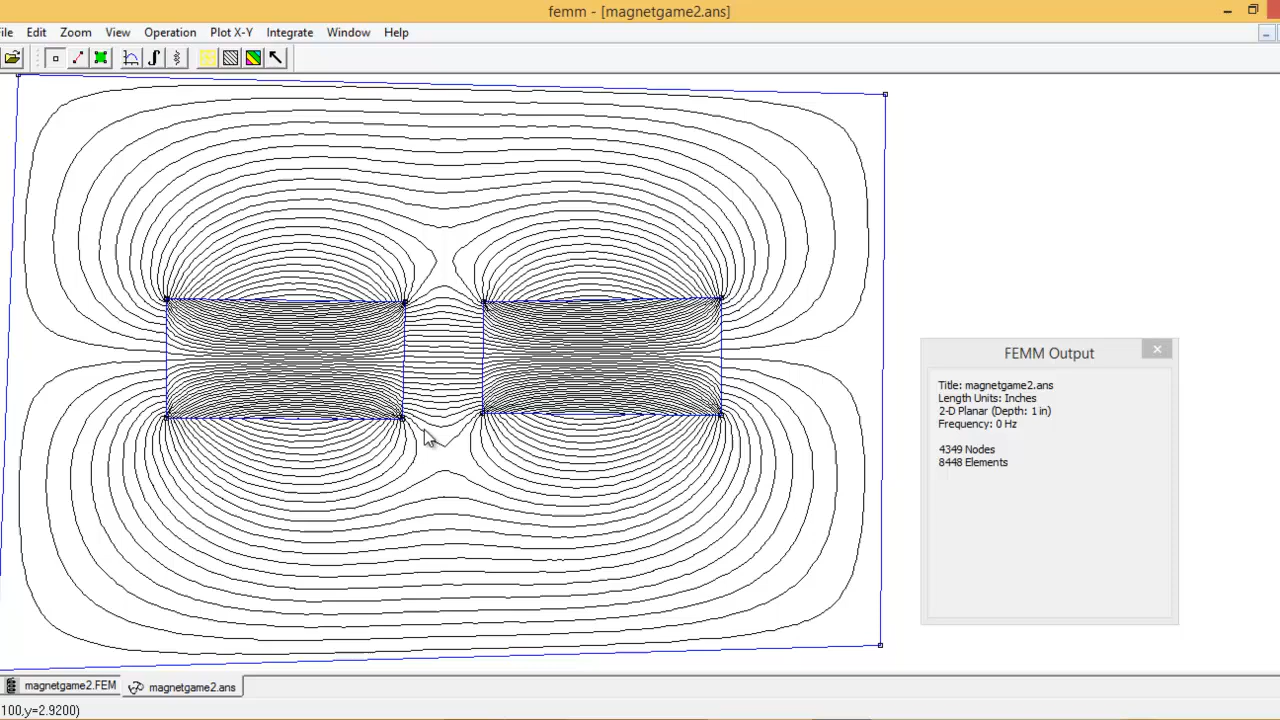 femm - [magnetgame2.ans]
ile Edit Zoom View Operation Plot X-Y Integrate Window Help
FEMM Output
Title: magnetgame2.ans
Length Units: Inches
2-D Planar (Depth: 1 in)
Frequency: 0 Hz
4349 Nodes
8448 Elements
magnetgame2.FEM magnetgame2.ans
100,y=2.9200)